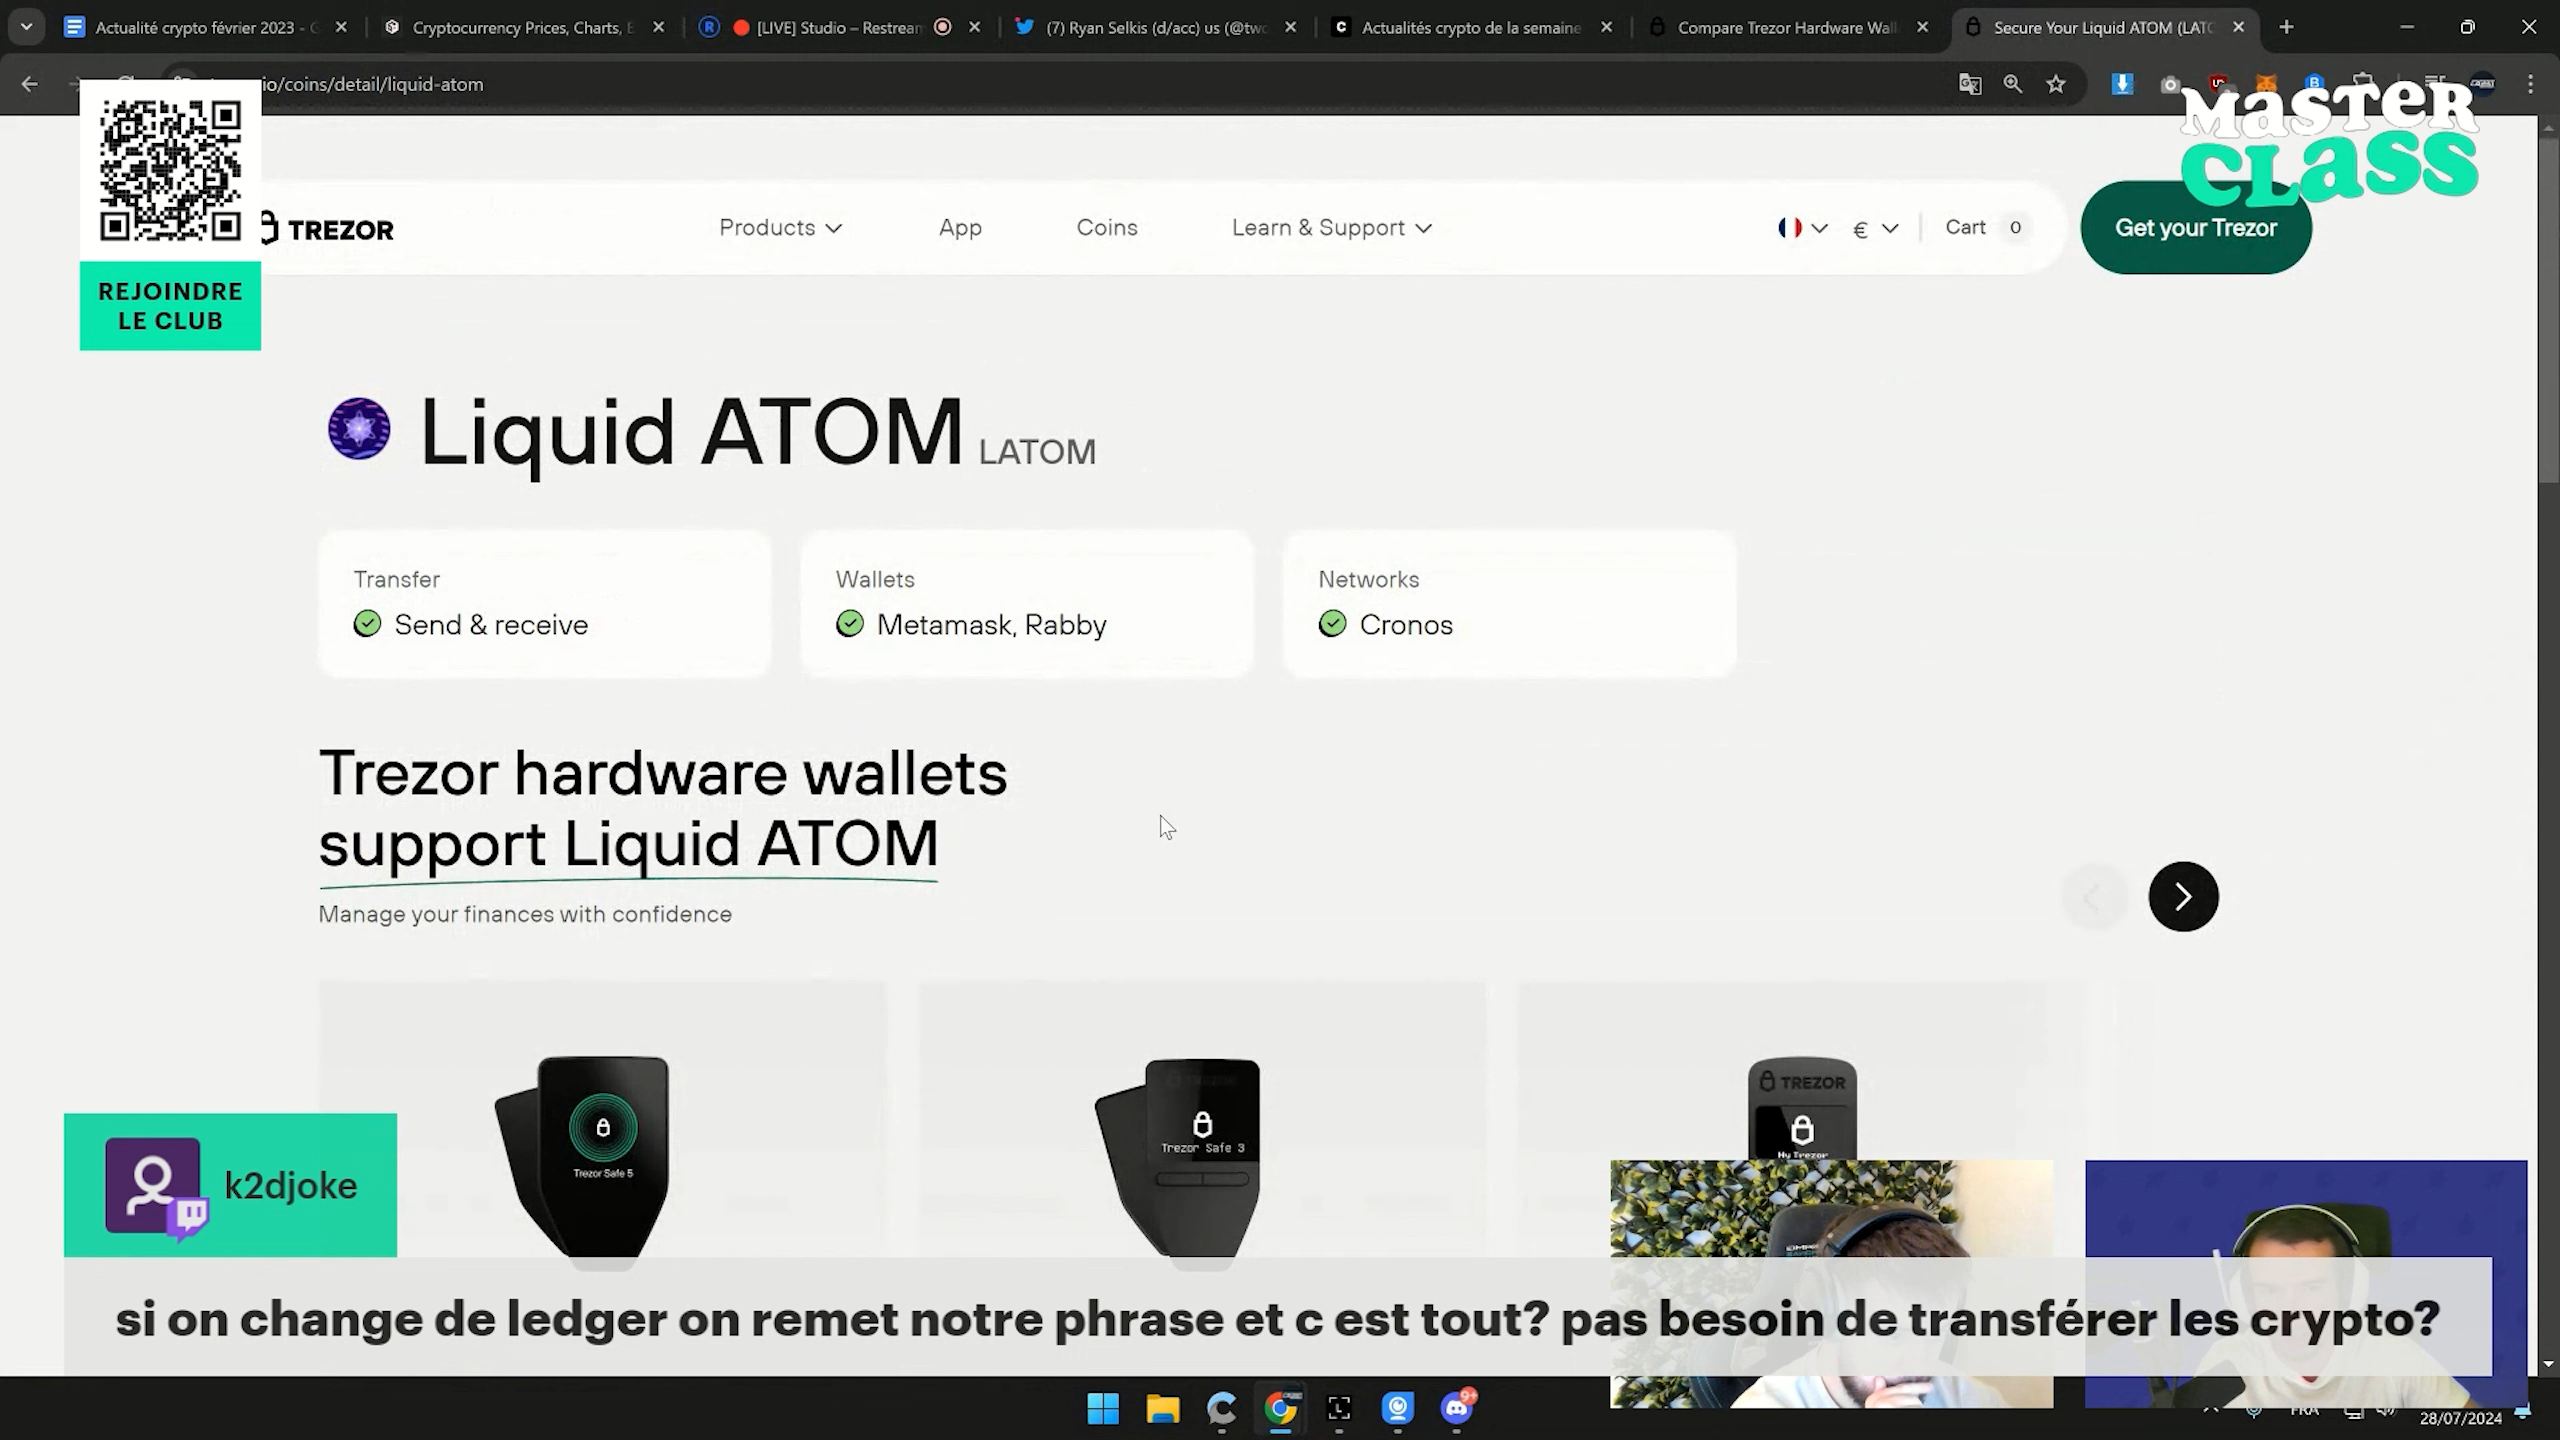 Actualité crypto février 2023 - G
Cryptocurrency Prices, Charts, E
[LIVE] Studio – Restream
(7) Ryan Selkis (d/acc) us (@two
Actualités crypto de la semaine
Compare Trezor Hardware Wall
Secure Your Liquid ATOM (LATO
io/coins/detail/liquid-atom
MASTER
CLASS
REJOINDRE
LE CLUB
TREZOR
Products
App
Coins
Learn & Support
€
Cart 0
Get your Trezor
Liquid ATOM LATOM
Transfer
Send & receive
Wallets
Metamask, Rabby
Networks
Cronos
Trezor hardware wallets
support Liquid ATOM
Manage your finances with confidence
Trezor Safe 5
Trezor Safe 3
TREZOR
My Trezor
k2djoke
si on change de ledger on remet notre phrase et c est tout? pas besoin de transférer les crypto?
9+
FRA
28/07/2024